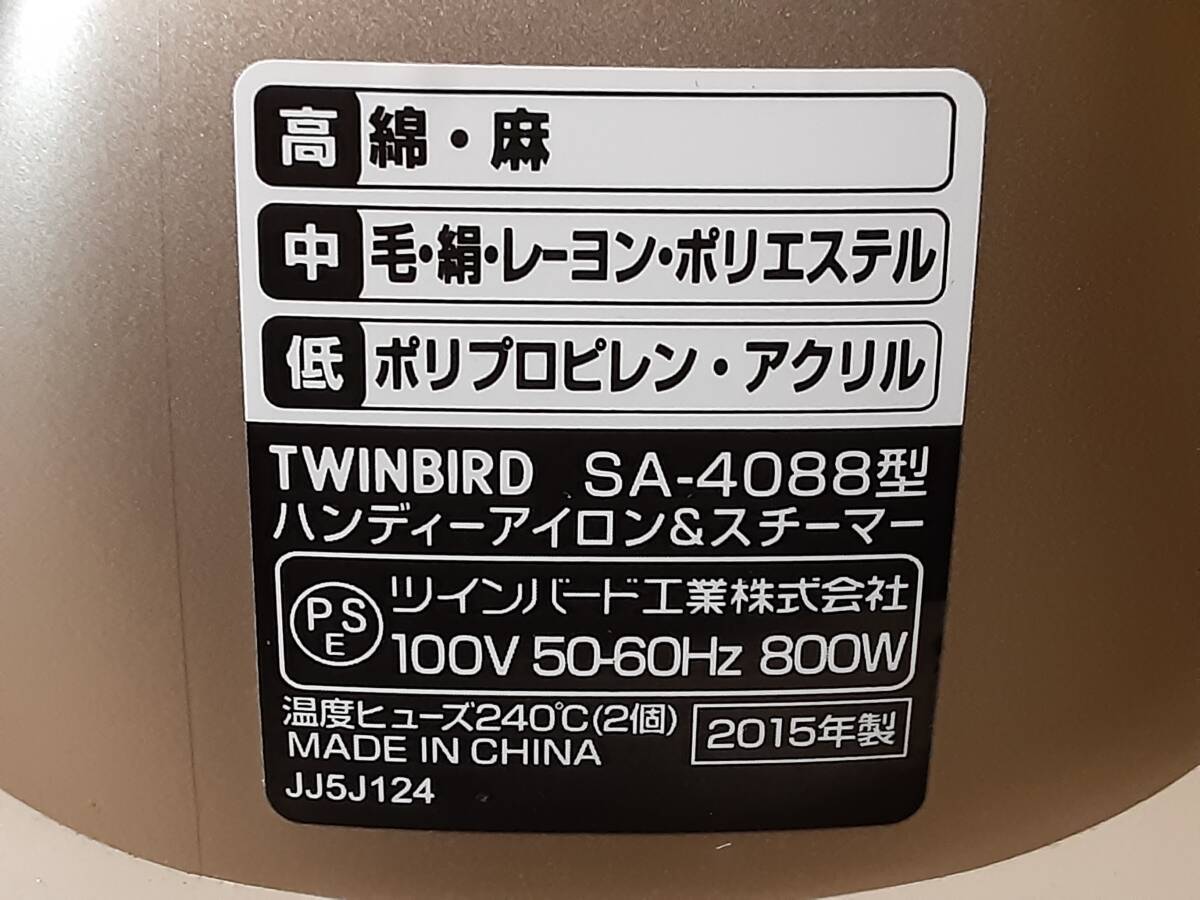 高 綿・麻
中 毛・絹・レーヨン・ポリエステル
低 ポリプロピレン・アクリル
TWINBIRD SA-4088型
ハンディーアイロン&スチーマー
PSE ツインバード工業株式会社
100V 50-60Hz 800W
温度ヒューズ240℃(2個)
MADE IN CHINA 2015年製
JJ5J124